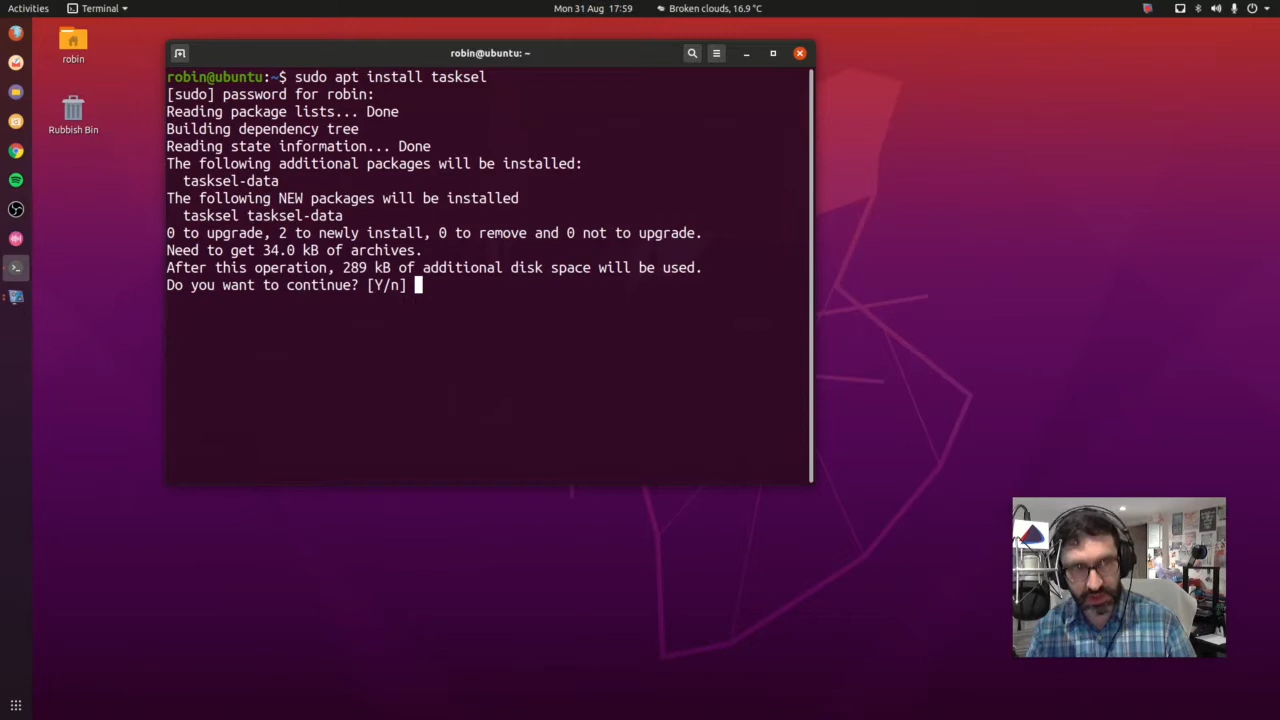 Activities
Terminal
Mon 31 Aug 17:59
Broken clouds, 16.9 °C
robin
Rubbish Bin
robin@ubuntu: ~
robin@ubuntu:~$ sudo apt install tasksel
[sudo] password for robin:
Reading package lists... Done
Building dependency tree
Reading state information... Done
The following additional packages will be installed:
tasksel-data
The following NEW packages will be installed
tasksel tasksel-data
0 to upgrade, 2 to newly install, 0 to remove and 0 not to upgrade.
Need to get 34.0 kB of archives.
After this operation, 289 kB of additional disk space will be used.
Do you want to continue? [Y/n]